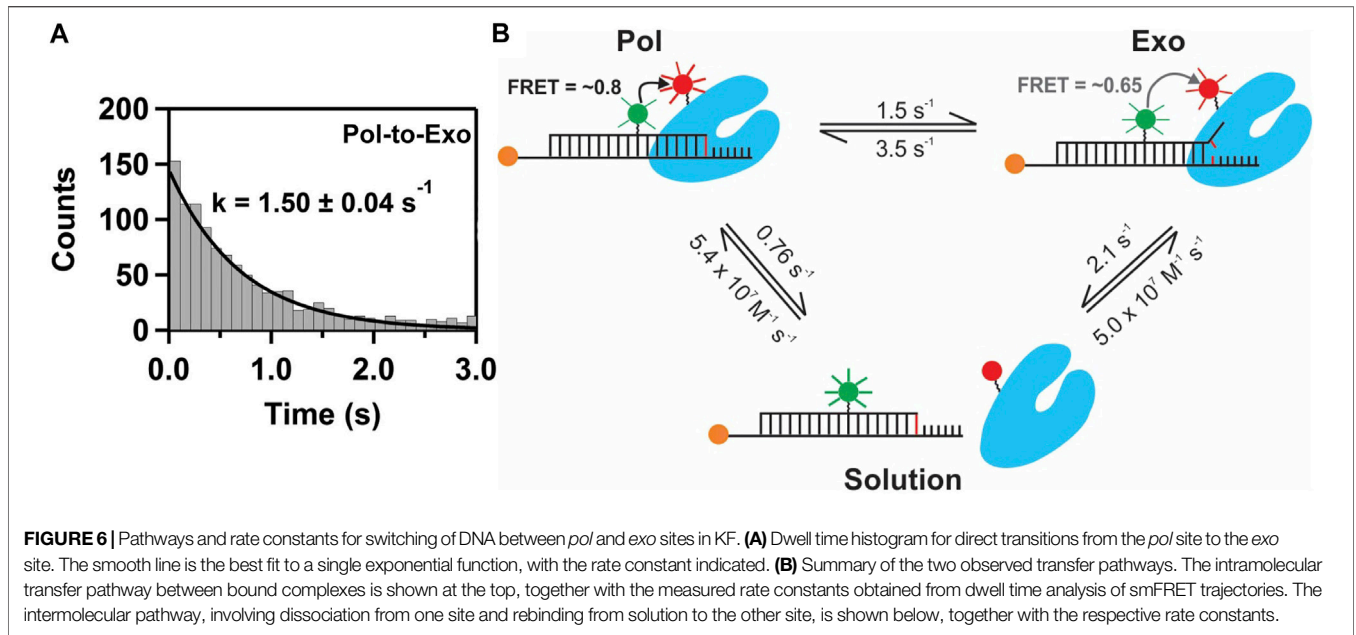 A
200
150
100
50
0
Counts
Pol-to-Exo
k = 1.50 ± 0.04 s⁻¹
0.0 1.0 2.0 3.0
Time (s)
B
Pol
Exo
FRET = ~0.8
FRET = ~0.65
1.5 s⁻¹
3.5 s⁻¹
0.76 s⁻¹
5.4 x 10⁷ M⁻¹ s⁻¹
2.1 s⁻¹
5.0 x 10⁷ M⁻¹ s⁻¹
Solution
FIGURE 6 | Pathways and rate constants for switching of DNA between pol and exo sites in KF. (A) Dwell time histogram for direct transitions from the pol site to the exo
site. The smooth line is the best fit to a single exponential function, with the rate constant indicated. (B) Summary of the two observed transfer pathways. The intramolecular
transfer pathway between bound complexes is shown at the top, together with the measured rate constants obtained from dwell time analysis of smFRET trajectories. The
intermolecular pathway, involving dissociation from one site and rebinding from solution to the other site, is shown below, together with the respective rate constants.